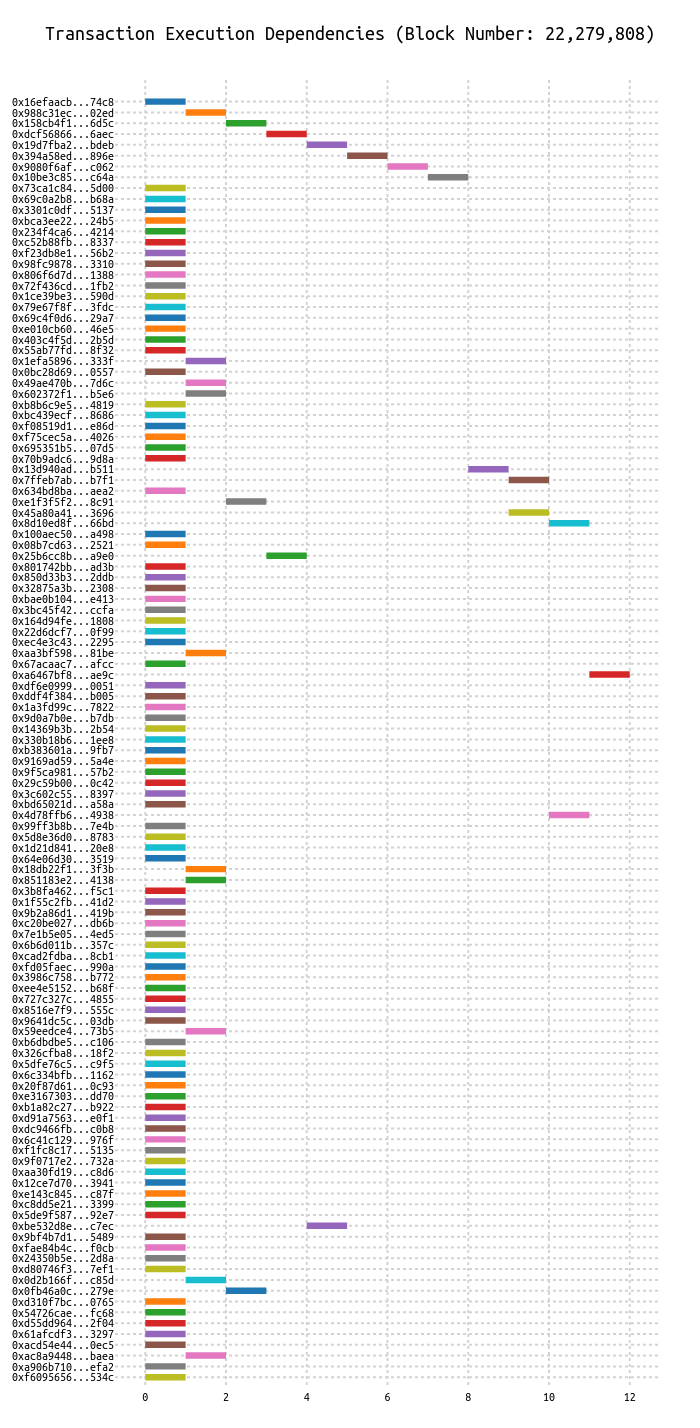 Transaction Execution Dependencies (Block Number: 22,279,808)
0x16efaacb...74c8
0x988c31ec...02ed
0x158cb4f1...6d5c
0xdcf56866...6aec
0x19d7fba2...bdeb
0x394a58ed...896e
0x9080f6af...c062
0x10be3c85...c64a
0x73ca1c84...5d00
0x69c0a2b8...b68a
0x3301c0df...5137
0xbca3ee22...24b5
0x234f4ca6...4214
0xc52b88fb...8337
0xf23db8e1...56b2
0x98fc9878...3310
0x806f6d7d...1388
0x72f436cd...1fb2
0x1ce39be3...590d
0x79e67f8f...3fdc
0x69c4f0d6...29a7
0xe010cb60...46e5
0x403c4f5d...2b5d
0x55ab77fd...8f32
0x1efa5896...333f
0x0bc28d69...0557
0x49ae470b...7d6c
0x602372f1...b5e6
0xb8b6c9e5...4819
0xbc439ecf...8686
0xf08519d1...e86d
0xf75cec5a...4026
0x695351b5...07d5
0x70b9adc6...9d8a
0x13d940ad...b511
0x7ffeb7ab...b7f1
0x634bd8ba...aea2
0xe1f3f5f2...8c91
0x45a80a41...3696
0x8d10ed8f...66bd
0x100aec50...a498
0x08b7cd63...2521
0x25b6cc8b...a9e0
0x801742bb...ad3b
0x850d33b3...2ddb
0x32875a3b...2308
0xbae0b104...e413
0x3bc45f42...ccfa
0x164d94fe...1808
0x22d6dcf7...0f99
0xec4e3c43...2295
0xaa3bf598...81be
0x67acaac7...afcc
0xa6467bf8...ae9c
0xdf6e0999...0051
0xddf4f384...b005
0x1a3fd99c...7822
0x9d0a7b0e...b7db
0x14369b3b...2b54
0x330b18b6...1ee8
0xb383601a...9fb7
0x9169ad59...5a4e
0x9f5ca981...57b2
0x29c59b00...0c42
0x3c602c55...8397
0xbd65021d...a58a
0x4d78ffb6...4938
0x99ff3b8b...7e4b
0x5d8e36d0...8783
0x1d21d841...20e8
0x64e06d30...3519
0x18db22f1...3f3b
0x851183e2...4138
0x3b8fa462...f5c1
0x1f55c2fb...41d2
0x9b2a86d1...419b
0xc20be027...db6b
0x7e1b5e05...4ed5
0x6b6d011b...357c
0xcad2fdba...8cb1
0xfd05faec...990a
0x3986c758...b772
0xee4e5152...b68f
0x727c327c...4855
0x8516e7f9...555c
0x9641dc5c...03db
0x59eedce4...73b5
0xb6dbdbe5...c106
0x326cfba8...18f2
0x5dfe76c5...c9f5
0x6c334bfb...1162
0x20f87d61...0c93
0xe3167303...dd70
0xb1a82c27...b922
0xd91a7563...e0f1
0xdc9466fb...c0b8
0x6c41c129...976f
0xf1fc8c17...5135
0x9f0717e2...732a
0xaa30fd19...c8d6
0x12ce7d70...3941
0xe143c845...c87f
0xc8dd5e21...3399
0x5de9f587...92e7
0xbe532d8e...c7ec
0x9bf4b7d1...5489
0xfae84b4c...f0cb
0x24350b5e...2d8a
0xd80746f3...7ef1
0x0d2b166f...c85d
0x0fb46a0c...279e
0xd310f7bc...0765
0x54726cae...fc68
0xd55dd964...2f04
0x61afcdf3...3297
0xacd54e44...0ec5
0xac8a9448...baea
0xa906b710...efa2
0xf6095656...534c
0 2 4 6 8 10 12